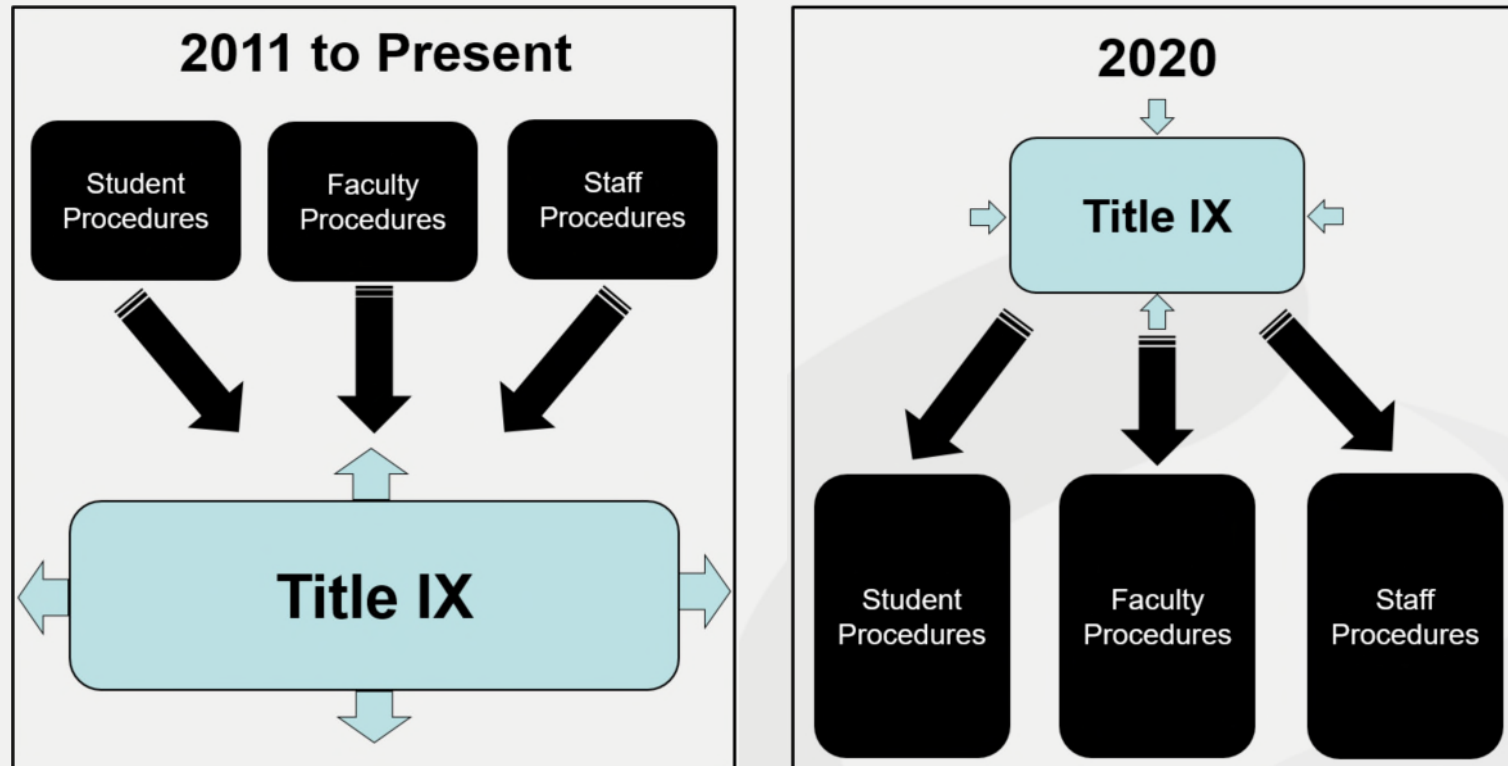 2011 to Present
Student
Procedures
Faculty
Procedures
Staff
Procedures
Title IX
2020
Title IX
Student
Procedures
Faculty
Procedures
Staff
Procedures